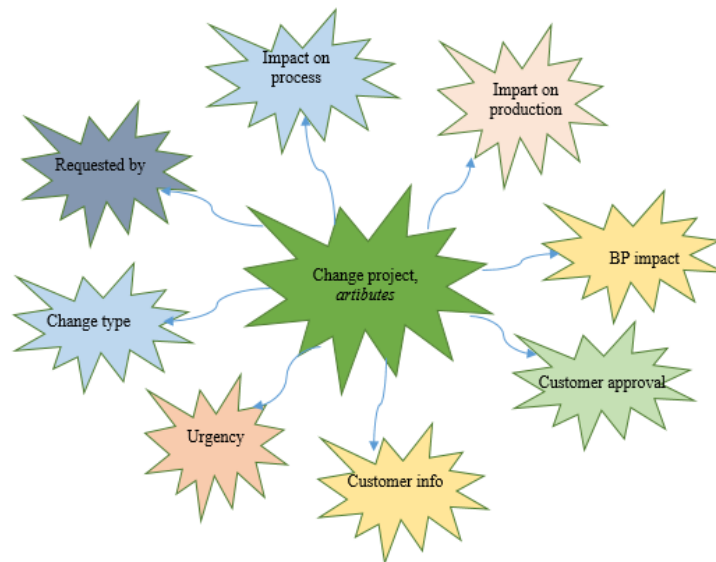 Impact on
process
Impart on
production
Requested by
BP impact
Change project,
artibutes
Change type
Customer approval
Urgency
Customer info